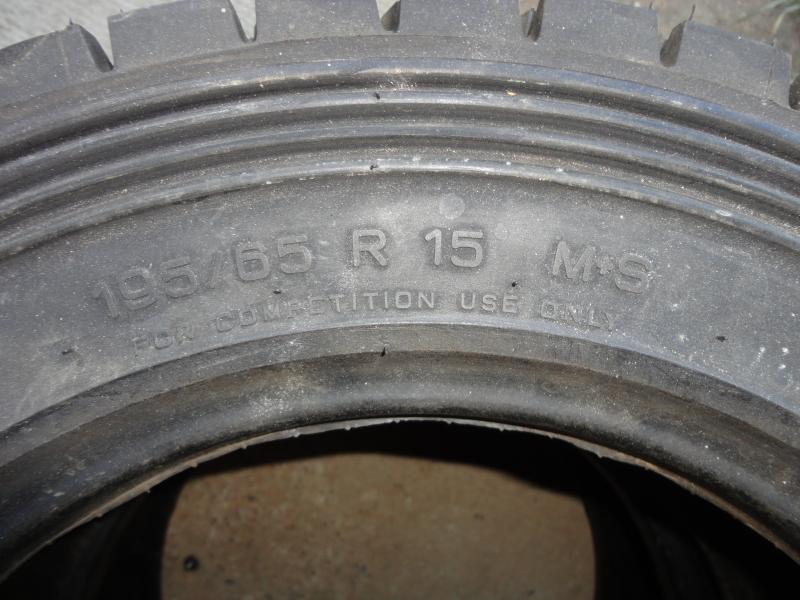 195/65 R 15 M+S
FOR COMPETITION USE ONLY